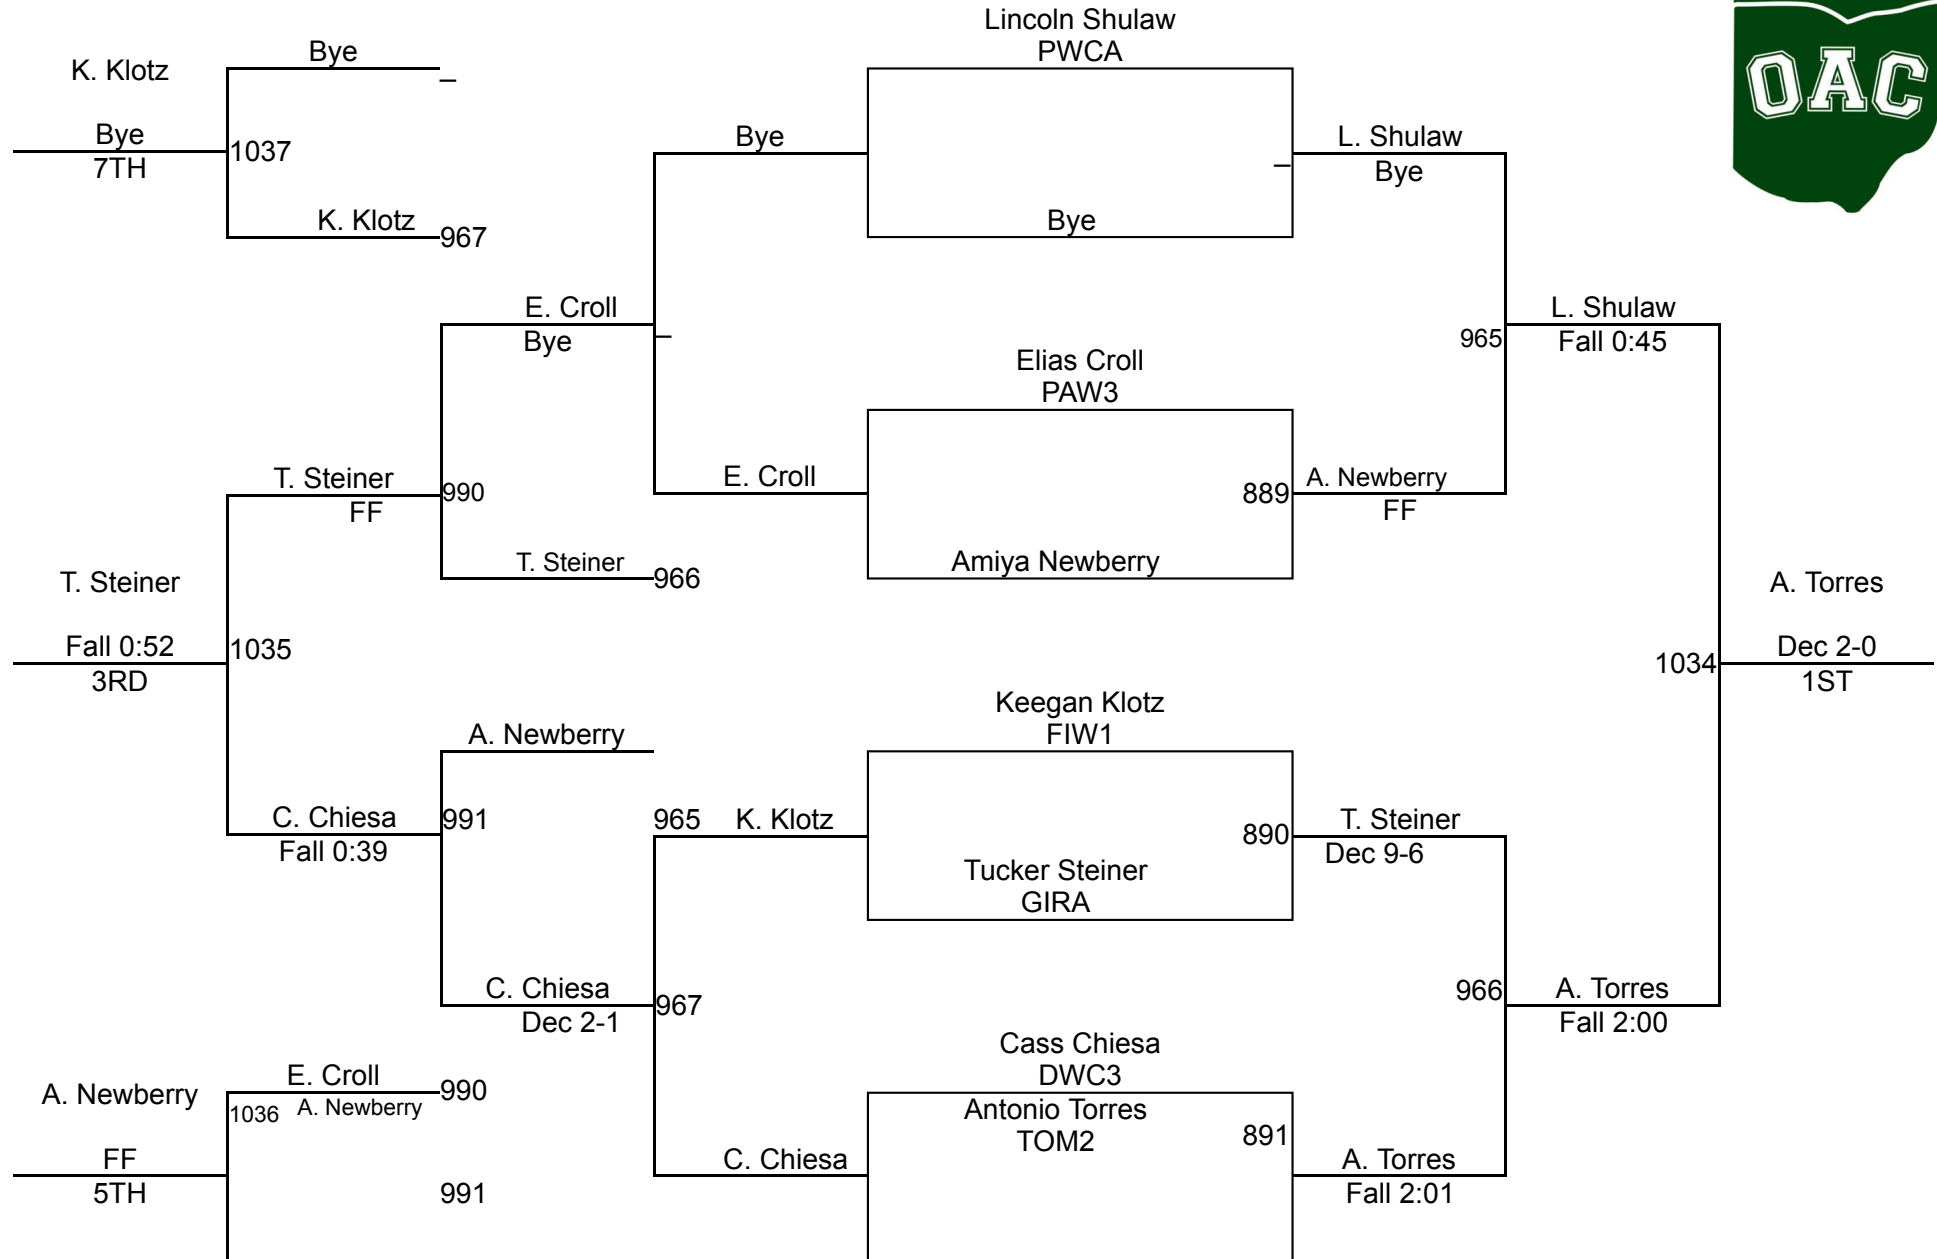 Lincoln Shulaw
PWCA
OAC
K. Klotz
Bye
–
Bye
7TH
1037
K. Klotz
967
Bye
–
L. Shulaw
Bye
Bye
E. Croll
Bye
–
965
L. Shulaw
Fall 0:45
Elias Croll
PAW3
T. Steiner
FF
990
E. Croll
889
A. Newberry
FF
T. Steiner
966
Amiya Newberry
T. Steiner
Fall 0:52
3RD
1035
A. Torres
1034
Dec 2-0
1ST
Keegan Klotz
FIW1
A. Newberry
C. Chiesa
Fall 0:39
991
965
K. Klotz
890
T. Steiner
Dec 9-6
Tucker Steiner
GIRA
C. Chiesa
Dec 2-1
967
966
A. Torres
Fall 2:00
Cass Chiesa
DWC3
A. Newberry
E. Croll
990
1036
A. Newberry
Antonio Torres
TOM2
891
FF
5TH
991
C. Chiesa
A. Torres
Fall 2:01